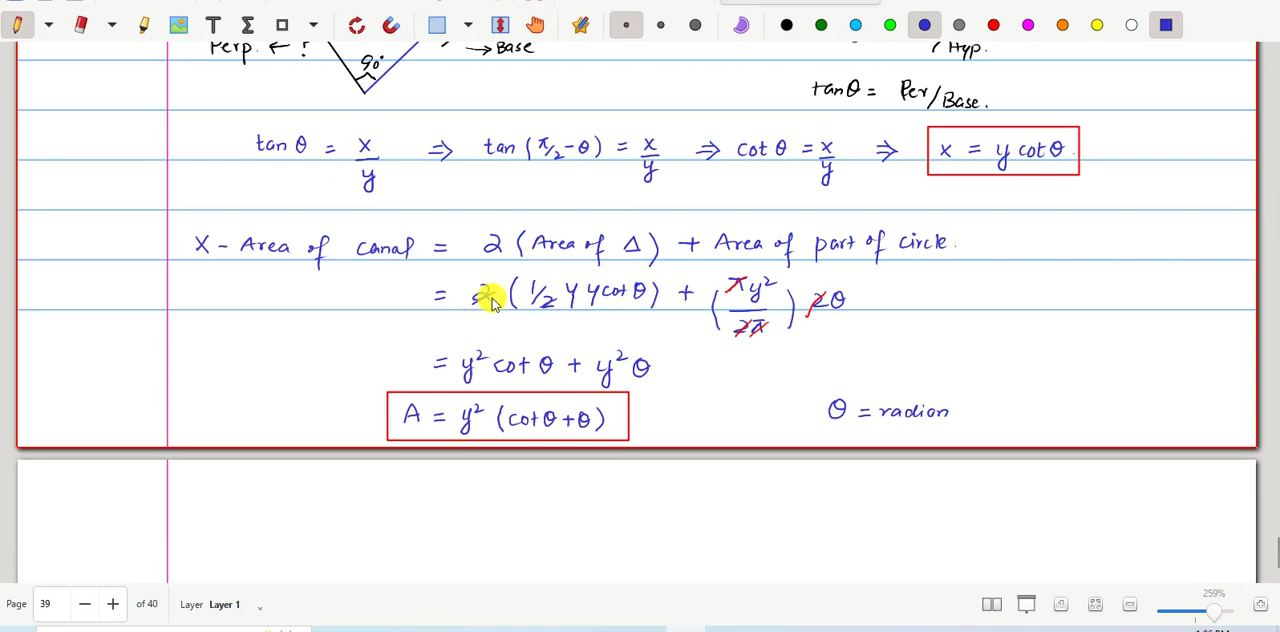 Perp. ← ?
90°
→ Base
/Hyp.
tanθ = Per/Base.
tan θ = x/y ⇒ tan (π/2 - θ) = x/y ⇒ cot θ = x/y ⇒ x = y cotθ.
X - Area of canal = 2 (Area of Δ) + Area of part of circle.
= 2 (1/2 y y cot θ) + (πy²/2π) 2θ
= y² cot θ + y² θ
A = y² (cotθ + θ)
θ = radian
Page 39 of 40 Layer Layer 1
259%